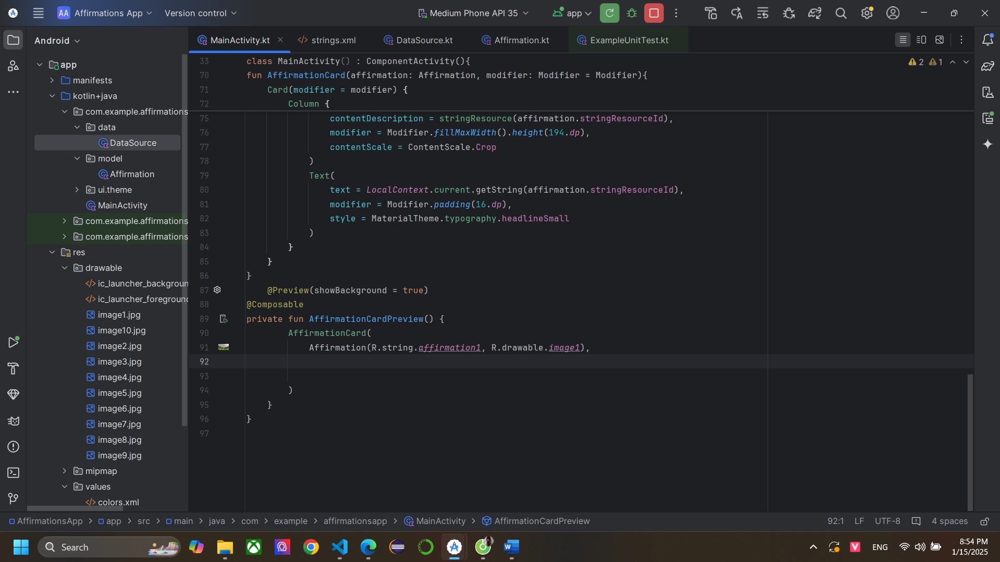 AA Affirmations App Version control Medium Phone API 35 app
Android
MainActivity.kt strings.xml DataSource.kt Affirmation.kt ExampleUnitTest.kt
app
manifests
kotlin+java
com.example.affirmations
data
DataSource
model
Affirmation
ui.theme
MainActivity
com.example.affirmations
com.example.affirmations
res
drawable
ic_launcher_backgroun
ic_launcher_foreground
image1.jpg
image10.jpg
image2.jpg
image3.jpg
image4.jpg
image5.jpg
image6.jpg
image7.jpg
image8.jpg
image9.jpg
mipmap
values
colors.xml
2 1
33 class MainActivity() : ComponentActivity(){
70 fun AffirmationCard(affirmation: Affirmation, modifier: Modifier = Modifier){
71 Card(modifier = modifier) {
72 Column {
75 contentDescription = stringResource(affirmation.stringResourceId),
76 modifier = Modifier.fillMaxWidth().height(194.dp),
77 contentScale = ContentScale.Crop
78 )
79 Text(
80 text = LocalContext.current.getString(affirmation.stringResourceId),
81 modifier = Modifier.padding(16.dp),
82 style = MaterialTheme.typography.headlineSmall
83 )
84 }
85 }
86 }
87 @Preview(showBackground = true)
88 @Composable
89 private fun AffirmationCardPreview() {
90 AffirmationCard(
91 Affirmation(R.string.affirmation1, R.drawable.image1),
92
93
94 )
95 }
96 }
97
AffirmationsApp > app > src > main > java > com > example > affirmationsapp > MainActivity > AffirmationCardPreview 92:1 LF UTF-8 4 spaces
Search ENG 8:54 PM
1/15/2025